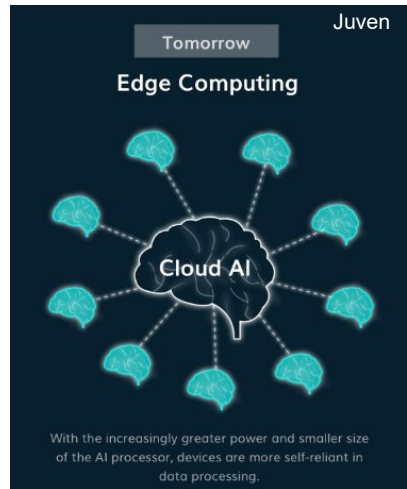 Juven
Tomorrow
Edge Computing
Cloud AI
With the increasingly greater power and smaller size
of the AI processor, devices are more self-reliant in
data processing.